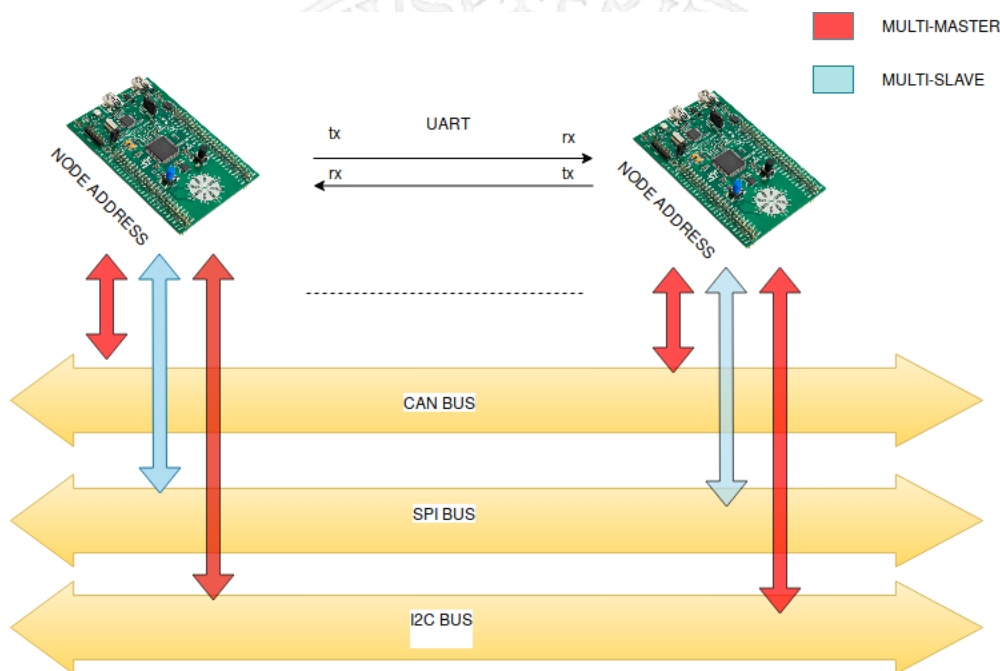 MULTI-MASTER
MULTI-SLAVE
UART
tx
rx
rx
tx
NODE ADDRESS
NODE ADDRESS
CAN BUS
SPI BUS
I2C BUS